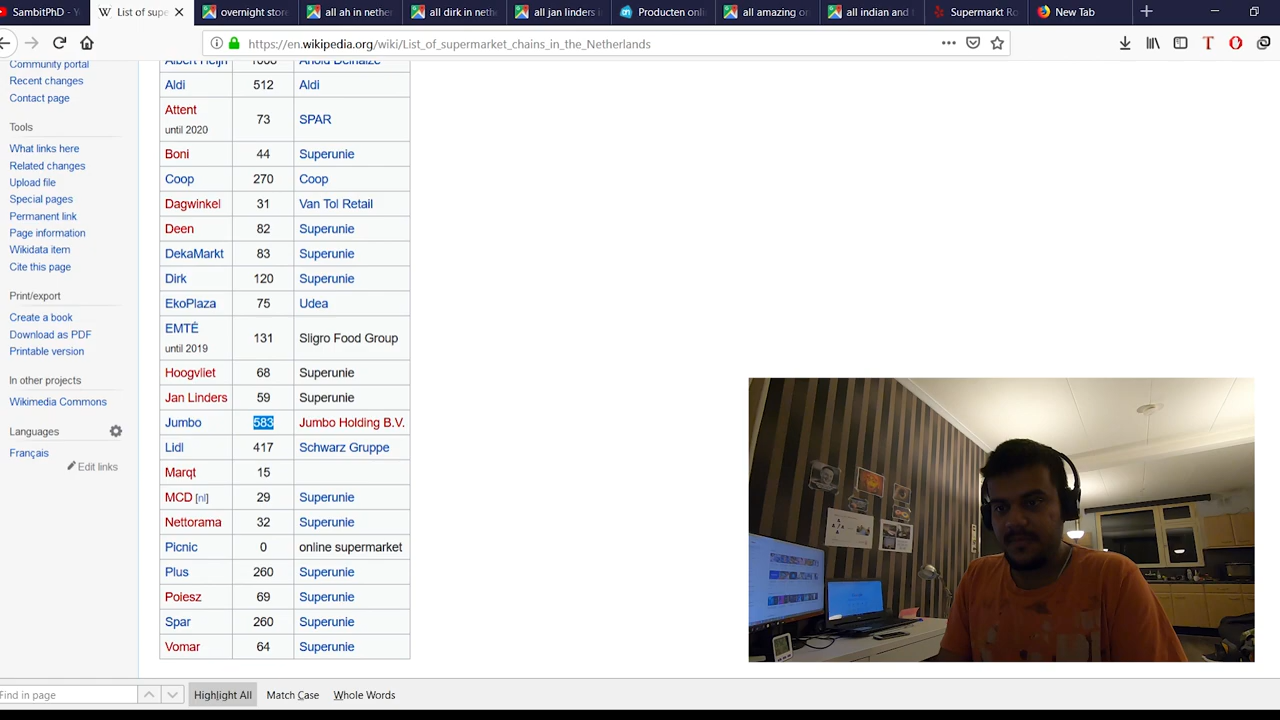 SambitPhD - Yo
List of supe
overnight store
all ah in nethe
all dirk in neth
all jan linders i
Producten onl
all amazing or
all indian and
Supermarkt Ro
New Tab
https://en.wikipedia.org/wiki/List_of_supermarket_chains_in_the_Netherlands
Community portal
Recent changes
Contact page
Tools
What links here
Related changes
Upload file
Special pages
Permanent link
Page information
Wikidata item
Cite this page
Print/export
Create a book
Download as PDF
Printable version
In other projects
Wikimedia Commons
Languages
Français
Edit links
Albert Heijn Ahold Delhaize
Aldi 512 Aldi
Attent 73 SPAR
until 2020
Boni 44 Superunie
Coop 270 Coop
Dagwinkel 31 Van Tol Retail
Deen 82 Superunie
DekaMarkt 83 Superunie
Dirk 120 Superunie
EkoPlaza 75 Udea
EMTÉ 131 Sligro Food Group
until 2019
Hoogvliet 68 Superunie
Jan Linders 59 Superunie
Jumbo 583 Jumbo Holding B.V.
Lidl 417 Schwarz Gruppe
Marqt 15
MCD [nl] 29 Superunie
Nettorama 32 Superunie
Picnic 0 online supermarket
Plus 260 Superunie
Poiesz 69 Superunie
Spar 260 Superunie
Vomar 64 Superunie
Find in page Highlight All Match Case Whole Words